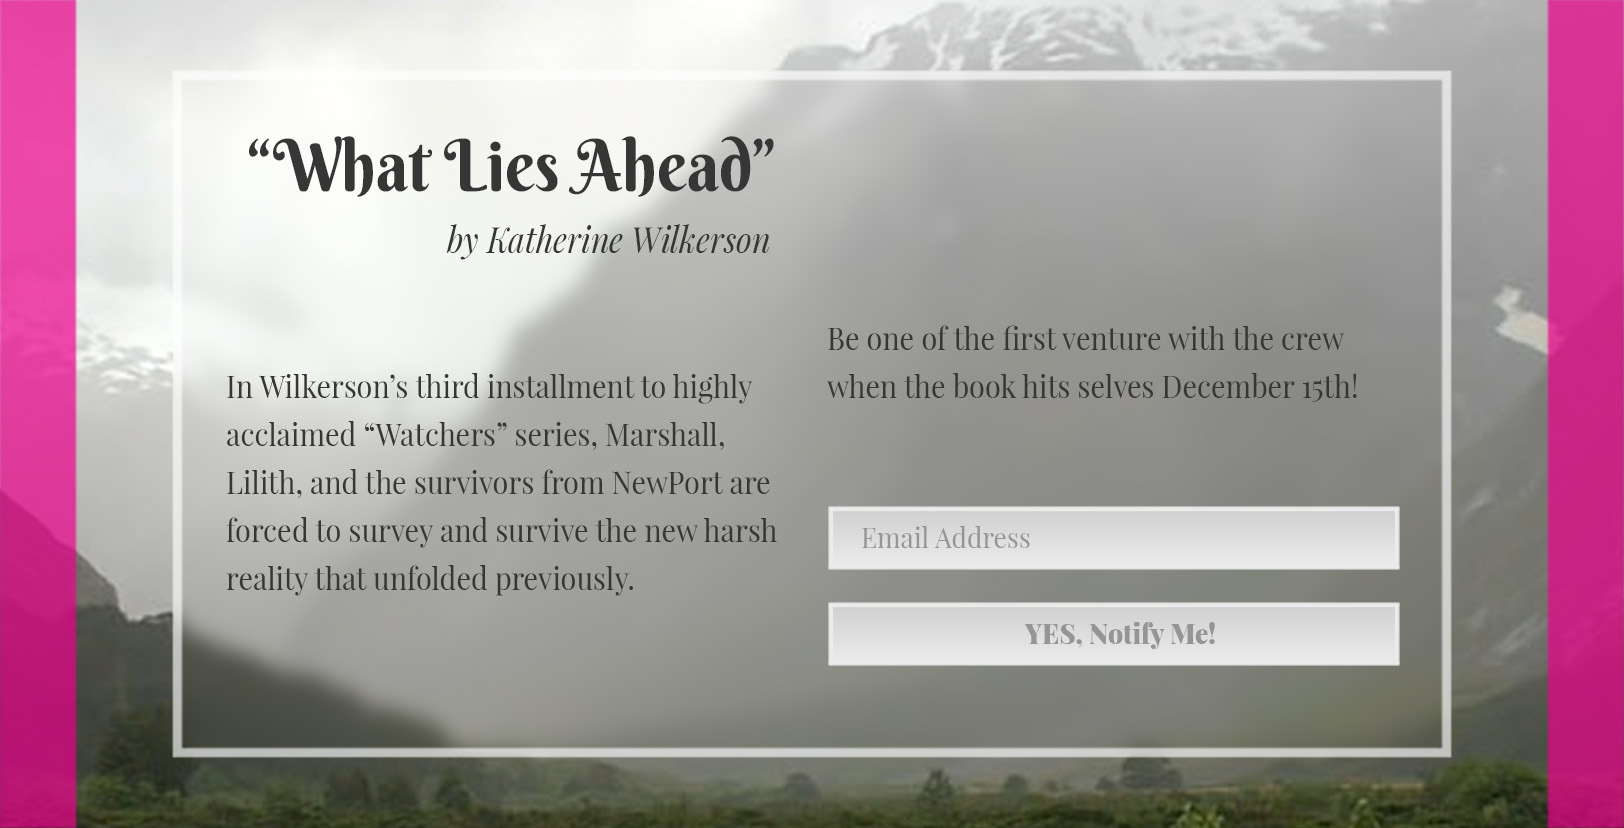 “What Lies Ahead”
by Katherine Wilkerson
In Wilkerson’s third installment to highly
acclaimed “Watchers” series, Marshall,
Lilith, and the survivors from NewPort are
forced to survey and survive the new harsh
reality that unfolded previously.
Be one of the first venture with the crew
when the book hits selves December 15th!
Email Address
YES, Notify Me!